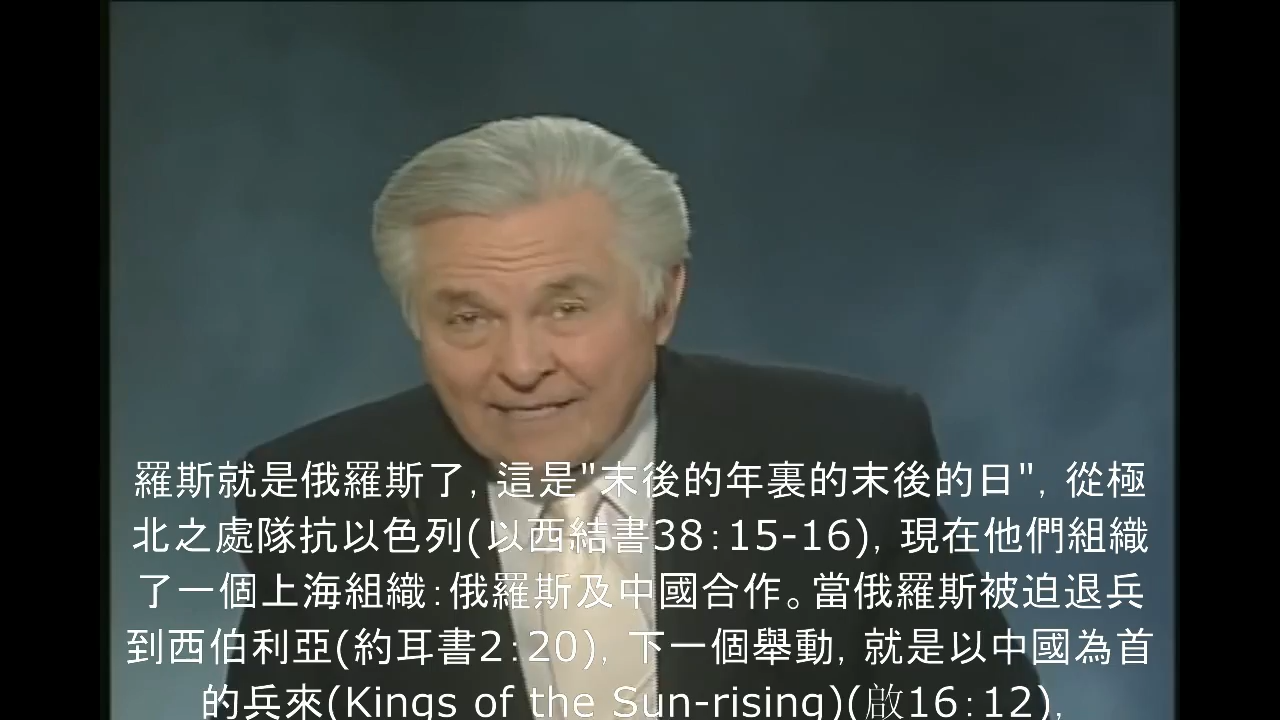 羅斯就是俄羅斯了, 這是"末後的年裏的末後的日", 從極
北之處隊抗以色列(以西結書38:15-16), 現在他們組織
了一個上海組織:俄羅斯及中國合作。當俄羅斯被迫退兵
到西伯利亞(約耳書2:20), 下一個舉動, 就是以中國為首
的兵來(Kings of the Sun-rising)(啟16:12),